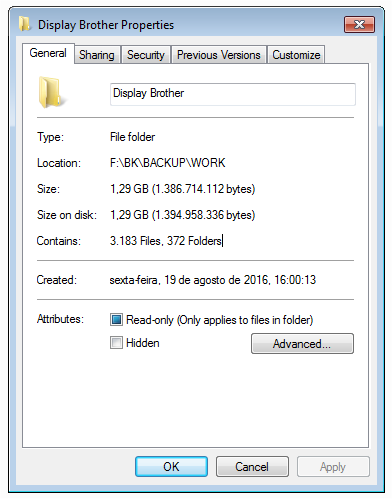 Display Brother Properties
General Sharing Security Previous Versions Customize
Display Brother
Type: File folder
Location: F:\BK\BACKUP\WORK
Size: 1,29 GB (1.386.714.112 bytes)
Size on disk: 1,29 GB (1.394.958.336 bytes)
Contains: 3.183 Files, 372 Folders
Created: sexta-feira, 19 de agosto de 2016, 16:00:13
Attributes: Read-only (Only applies to files in folder)
Hidden Advanced...
OK Cancel Apply